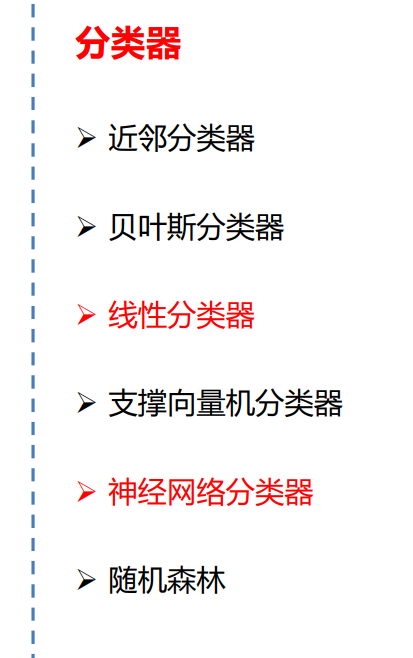 分类器
➢ 近邻分类器
➢ 贝叶斯分类器
➢ 线性分类器
➢ 支撑向量机分类器
➢ 神经网络分类器
➢ 随机森林